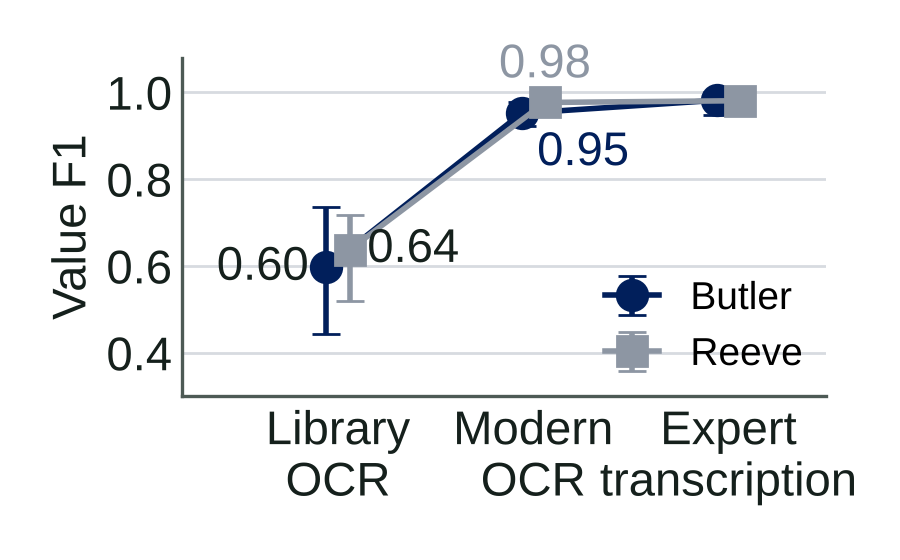 0.98
1.0
0.95
0.8
Value F1
0.64
0.60
0.6
Butler
0.4
Reeve
Library Modern Expert
OCR OCR transcription